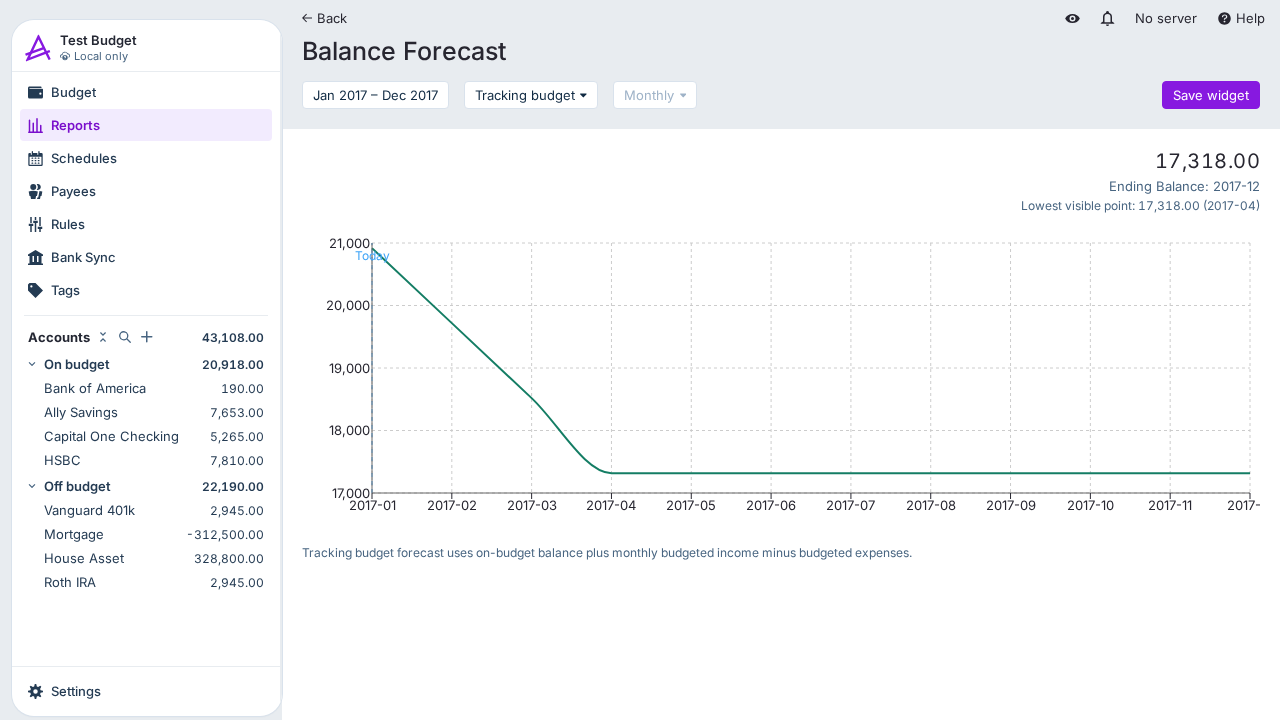 Test Budget
Local only
Budget
Reports
Schedules
Payees
Rules
Bank Sync
Tags
Accounts 43,108.00
On budget 20,918.00
Bank of America 190.00
Ally Savings 7,653.00
Capital One Checking 5,265.00
HSBC 7,810.00
Off budget 22,190.00
Vanguard 401k 2,945.00
Mortgage -312,500.00
House Asset 328,800.00
Roth IRA 2,945.00
Settings
Back
No server
Help
Balance Forecast
Jan 2017 – Dec 2017
Tracking budget
Monthly
Save widget
17,318.00
Ending Balance: 2017-12
Lowest visible point: 17,318.00 (2017-04)
21,000
Today
20,000
19,000
18,000
17,000
2017-01 2017-02 2017-03 2017-04 2017-05 2017-06 2017-07 2017-08 2017-09 2017-10 2017-11 2017-
Tracking budget forecast uses on-budget balance plus monthly budgeted income minus budgeted expenses.